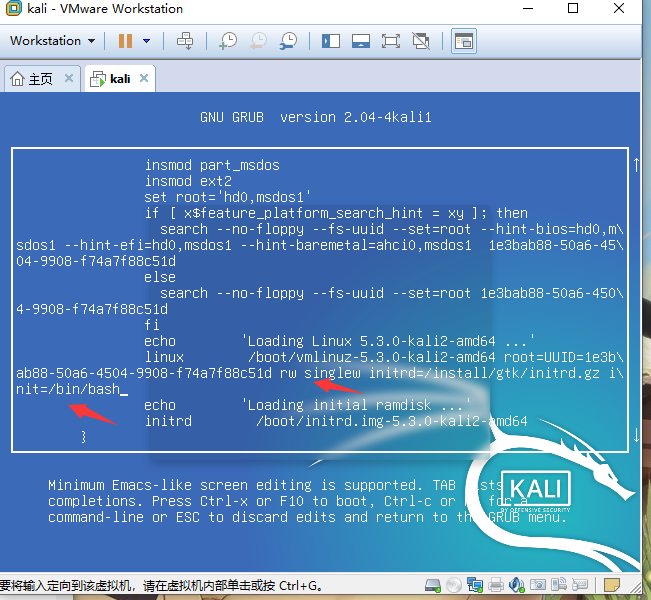 kali - VMware Workstation
Workstation
主页
kali
GNU GRUB version 2.04-4kali1
insmod part_msdos
insmod ext2
set root='hd0,msdos1'
if [ x$feature_platform_search_hint = xy ]; then
search --no-floppy --fs-uuid --set=root --hint-bios=hd0,m\
sdos1 --hint-efi=hd0,msdos1 --hint-baremetal=ahci0,msdos1 1e3bab88-50a6-45\
04-9908-f74a7f88c51d
else
search --no-floppy --fs-uuid --set=root 1e3bab88-50a6-450\
4-9908-f74a7f88c51d
fi
echo 'Loading Linux 5.3.0-kali2-amd64 ...'
linux /boot/vmlinuz-5.3.0-kali2-amd64 root=UUID=1e3b\
ab88-50a6-4504-9908-f74a7f88c51d rw singlew initrd=/install/gtk/initrd.gz i\
nit=/bin/bash_
echo 'Loading initial ramdisk ...'
initrd /boot/initrd.img-5.3.0-kali2-amd64
}
Minimum Emacs-like screen editing is supported. TAB lists
completions. Press Ctrl-x or F10 to boot, Ctrl-c or for a
command-line or ESC to discard edits and return to the GRUB menu.
KALI
BY OFFENSIVE SECURITY
要将输入定向到该虚拟机，请在虚拟机内部单击或按 Ctrl+G。